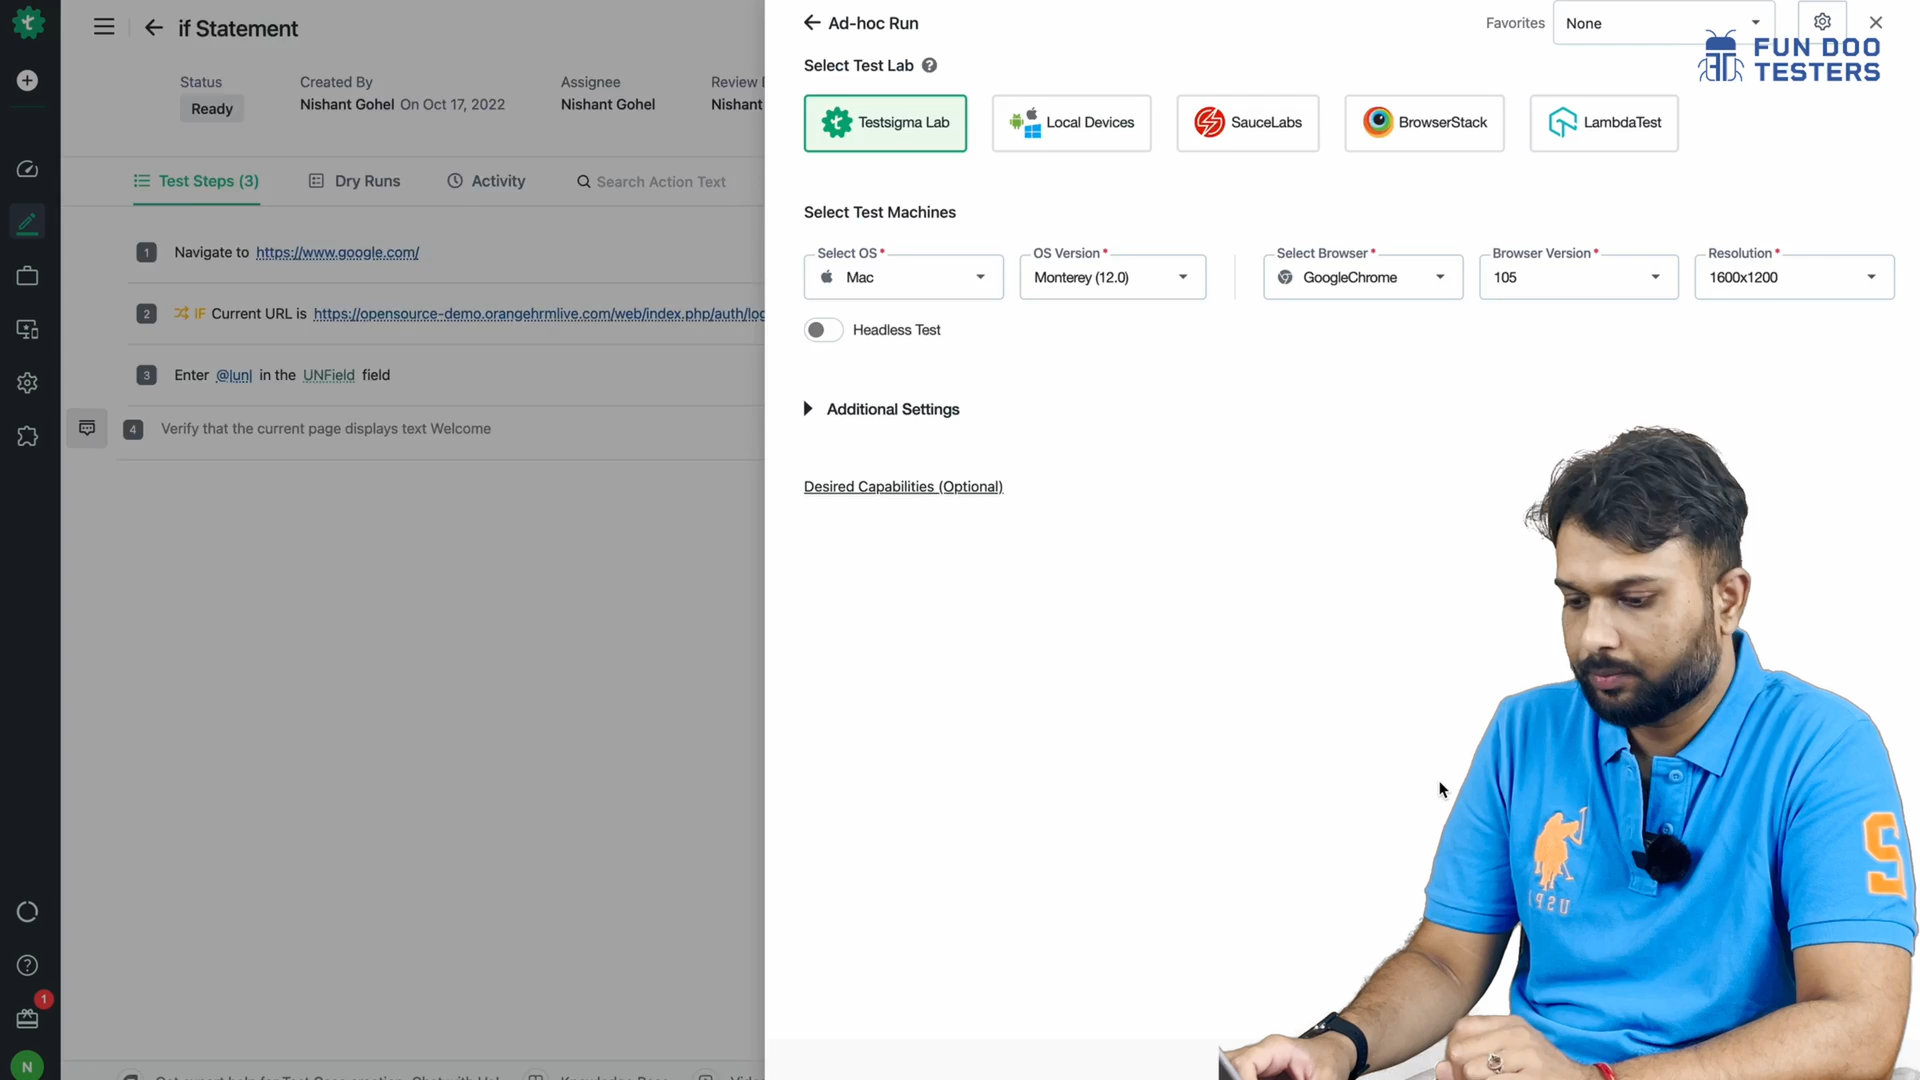 if Statement
Status
Ready
Created By
Nishant Gohel On Oct 17, 2022
Assignee
Nishant Gohel
Review
Nishant
Test Steps (3)
Dry Runs
Activity
Search Action Text
1 Navigate to https://www.google.com/
2 IF Current URL is https://opensource-demo.orangehrmlive.com/web/index.php/auth/log
3 Enter @|un| in the UNField field
4 Verify that the current page displays text Welcome
1
N
Ad-hoc Run
Favorites
None
FUN DOO
TESTERS
Select Test Lab
Testsigma Lab
Local Devices
SauceLabs
BrowserStack
LambdaTest
Select Test Machines
Select OS *
Mac
OS Version *
Monterey (12.0)
Select Browser *
GoogleChrome
Browser Version *
105
Resolution *
1600x1200
Headless Test
Additional Settings
Desired Capabilities (Optional)